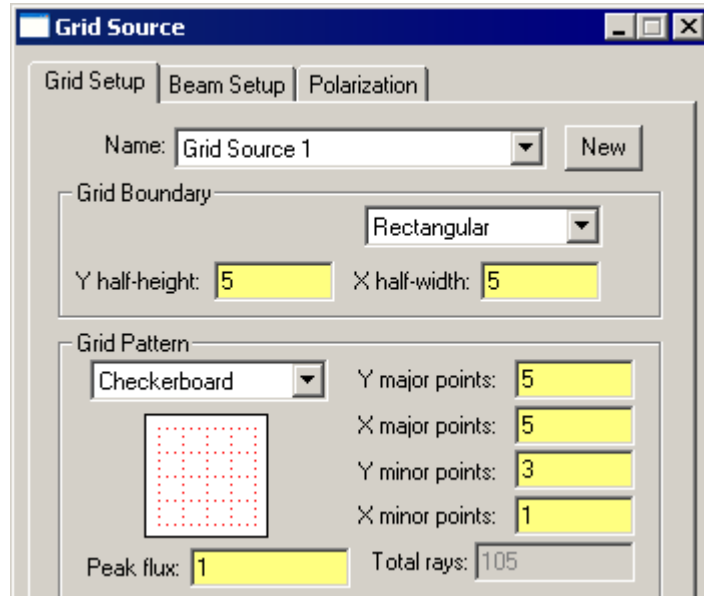 Grid Source
Grid Setup Beam Setup Polarization
Name: Grid Source 1 New
Grid Boundary
Rectangular
Y half-height: 5 X half-width: 5
Grid Pattern
Checkerboard Y major points: 5
X major points: 5
Y minor points: 3
X minor points: 1
Peak flux: 1 Total rays: 105